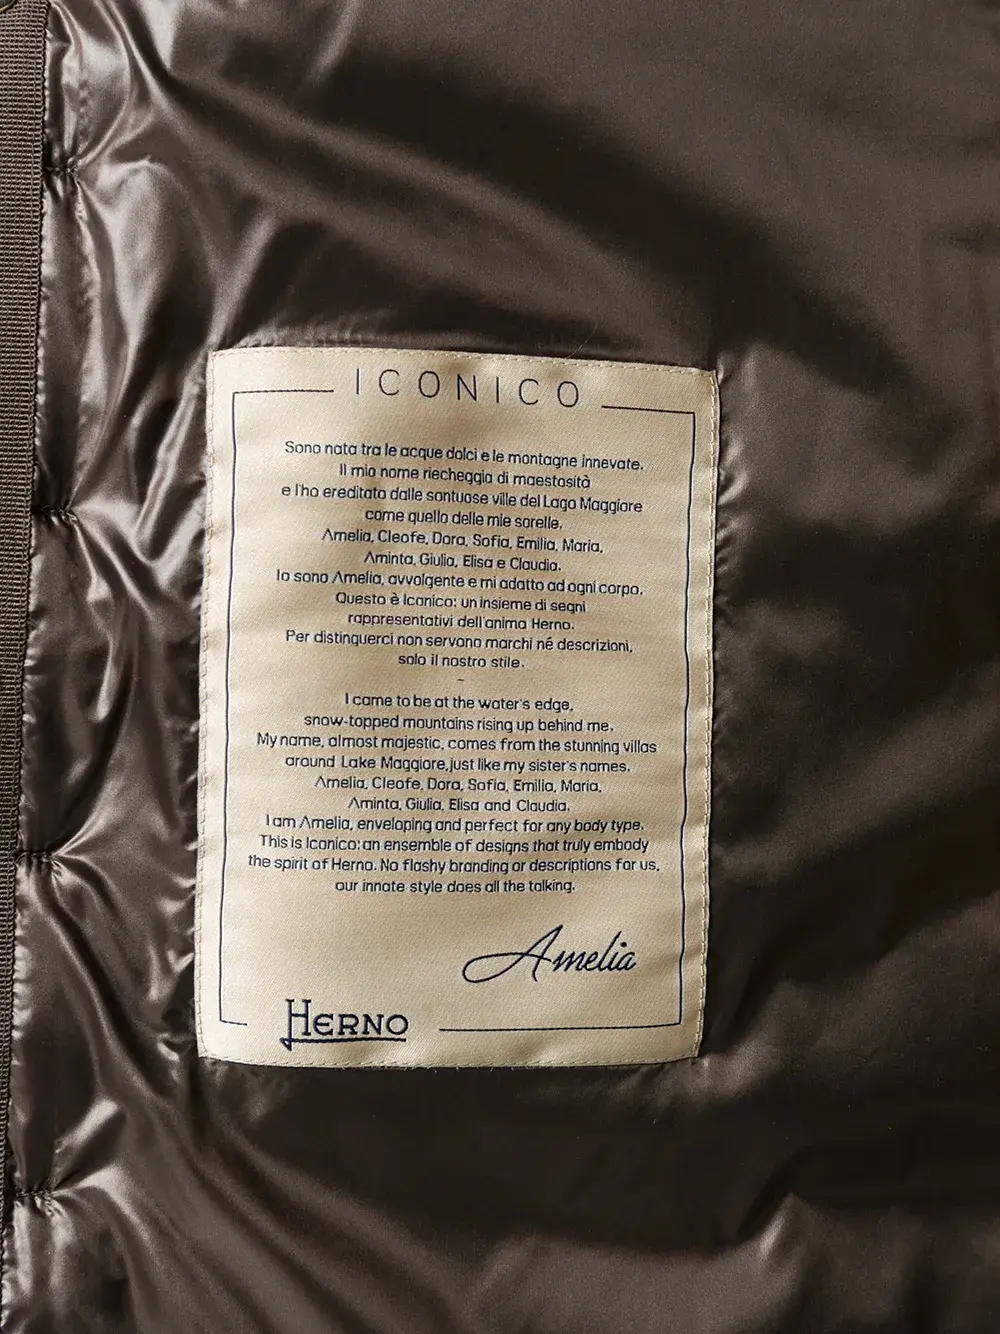 ICONICO
Sono nata tra le acque dolci e le montagne innevate.
Il mio nome riecheggia di maestosità
e l'ho ereditato dalle santuose ville del Lago Maggiore
come quello delle mie sorelle.
Amelia, Cleofe, Dora, Sofia, Emilia, Maria,
Aminta, Giulia, Elisa e Claudia.
Io sono Amelia, avvolgente e mi adatto ad ogni corpo.
Questo è Iconico: un insieme di segni
rappresentativi dell'anima Herno.
Per distinguerci non servono marchi né descrizioni,
solo il nostro stile.
-
I came to be at the water's edge,
snow-topped mountains rising up behind me.
My name, almost majestic, comes from the stunning villas
around Lake Maggiore, just like my sister's names.
Amelia, Cleofe, Dora, Sofia, Emilia, Maria,
Aminta, Giulia, Elisa and Claudia.
I am Amelia, enveloping and perfect for any body type.
This is Iconico: an ensemble of designs that truly embody
the spirit of Herno. No flashy branding or descriptions for us,
our innate style does all the talking.
Amelia
HERNO